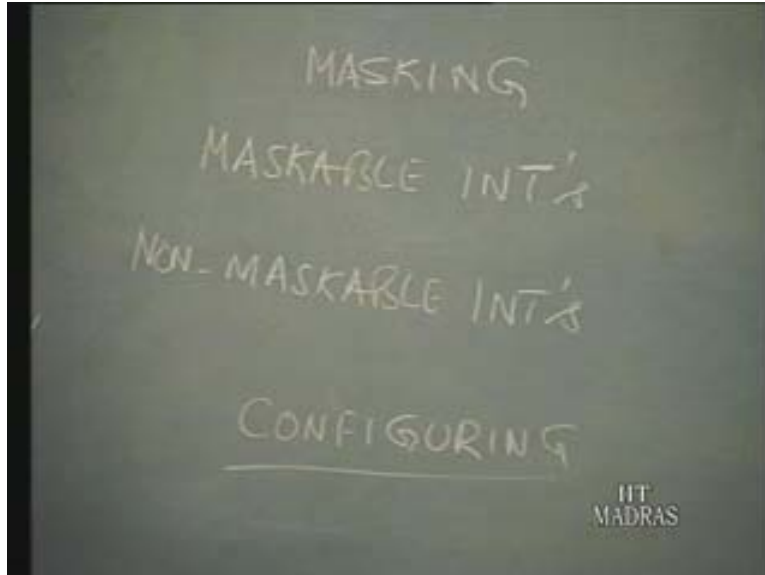 MASKING
MASKABLE INT's
NON-MASKABLE INT's
CONFIGURING
IIT
MADRAS